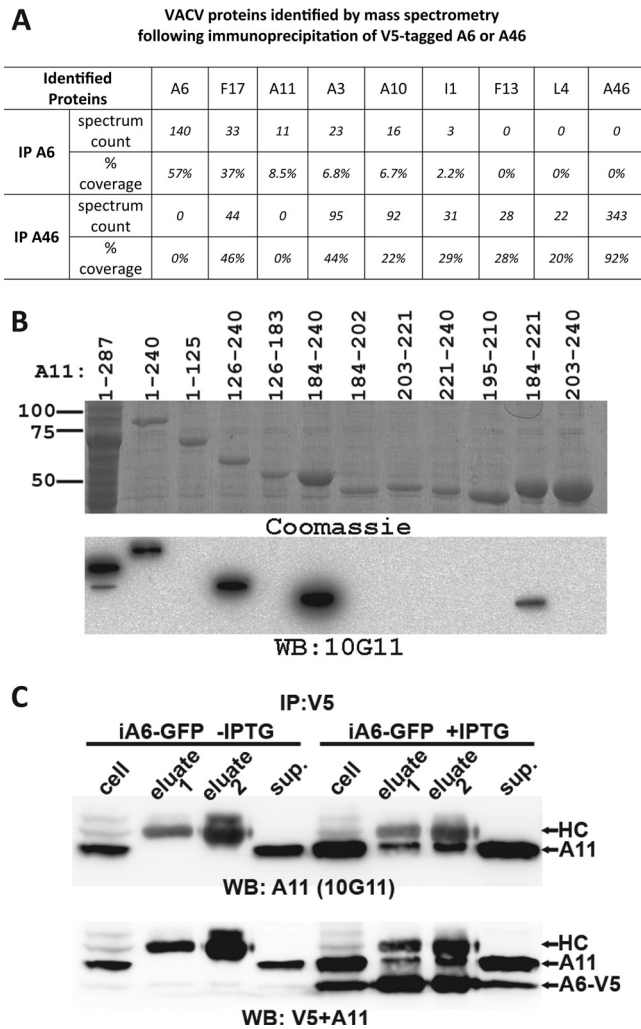 A
VACV proteins identified by mass spectrometry
following immunoprecipitation of V5-tagged A6 or A46
Identified Proteins A6 F17 A11 A3 A10 I1 F13 L4 A46
IP A6 spectrum count 140 33 11 23 16 3 0 0 0
% coverage 57% 37% 8.5% 6.8% 6.7% 2.2% 0% 0% 0%
IP A46 spectrum count 0 44 0 95 92 31 28 22 343
% coverage 0% 46% 0% 44% 22% 29% 28% 20% 92%
B
A11: 1-287 1-240 1-125 126-240 126-183 184-240 184-202 203-221 221-240 195-210 184-221 203-240
100
75
50
Coomassie
WB:10G11
C
IP:V5
iA6-GFP -IPTG iA6-GFP +IPTG
cell eluate 1 eluate 2 sup. cell eluate 1 eluate 2 sup.
HC
A11
WB: A11 (10G11)
HC
A11
A6-V5
WB: V5+A11